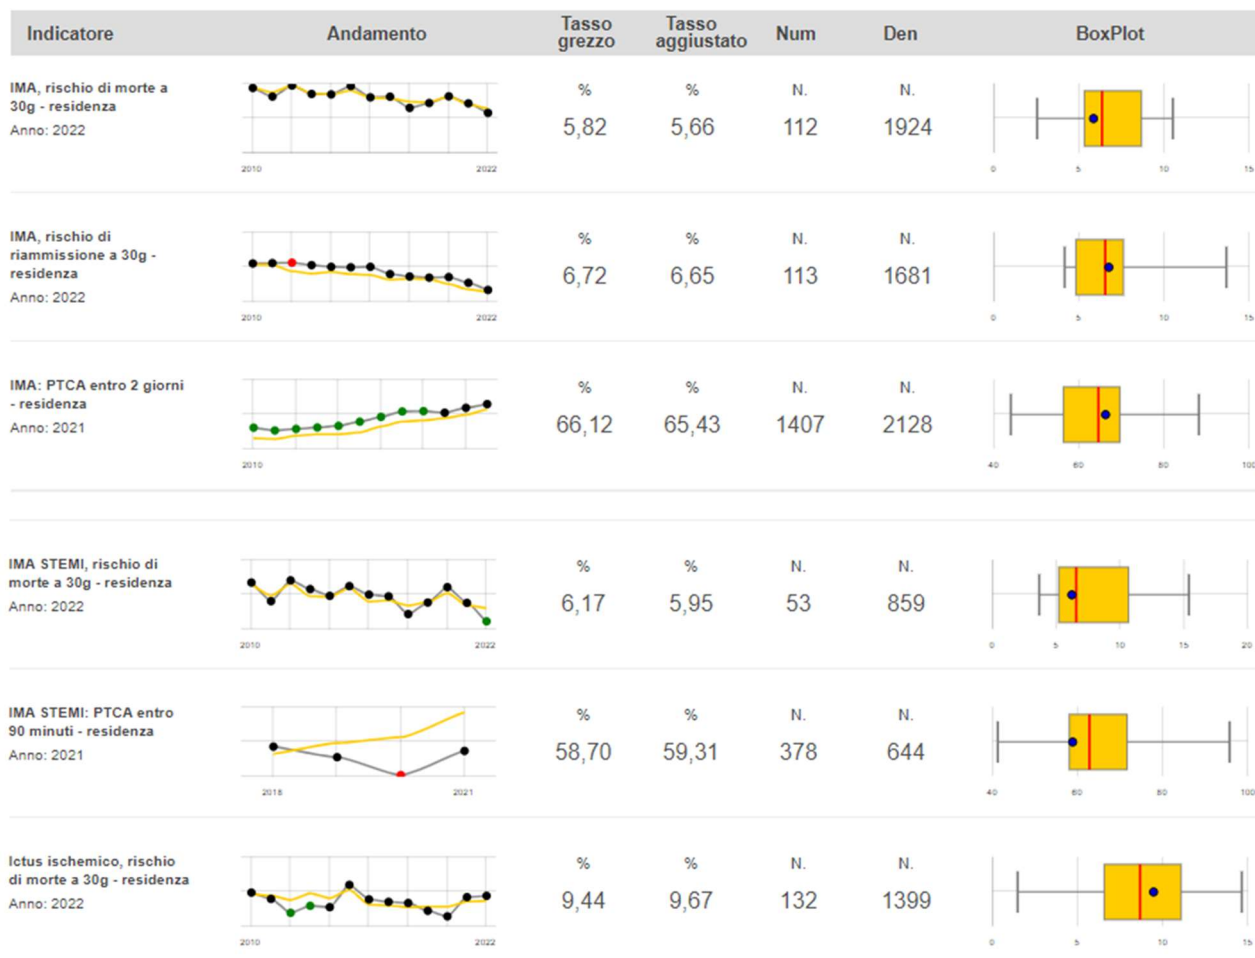 Indicatore Andamento Tasso grezzo Tasso aggiustato Num Den BoxPlot
IMA, rischio di morte a
30g - residenza
Anno: 2022
2010 2022
% % N. N.
5,82 5,66 112 1924
0 5 10 15
IMA, rischio di
riammissione a 30g -
residenza
Anno: 2022
2010 2022
% % N. N.
6,72 6,65 113 1681
0 5 10 15
IMA: PTCA entro 2 giorni
- residenza
Anno: 2021
2010
% % N. N.
66,12 65,43 1407 2128
40 60 80 100
IMA STEMI, rischio di
morte a 30g - residenza
Anno: 2022
2010 2022
% % N. N.
6,17 5,95 53 859
0 5 10 15 20
IMA STEMI: PTCA entro
90 minuti - residenza
Anno: 2021
2018 2021
% % N. N.
58,70 59,31 378 644
40 60 80 100
Ictus ischemico, rischio
di morte a 30g - residenza
Anno: 2022
2010 2022
% % N. N.
9,44 9,67 132 1399
0 5 10 15